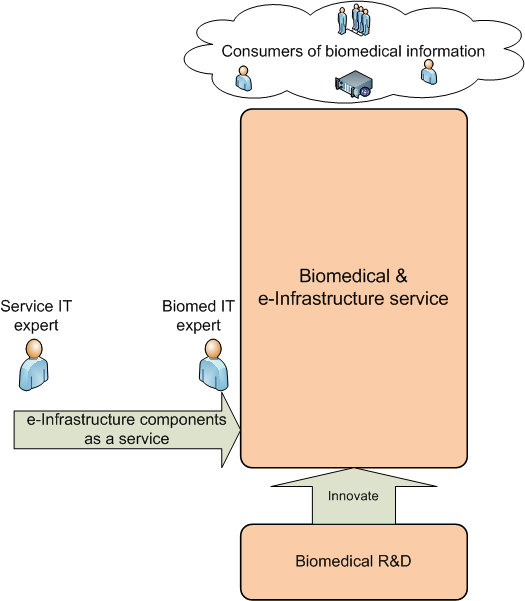 Consumers of biomedical information
Biomedical &
e-Infrastructure service
Service IT
expert
Biomed IT
expert
e-Infrastructure components
as a service
Innovate
Biomedical R&D